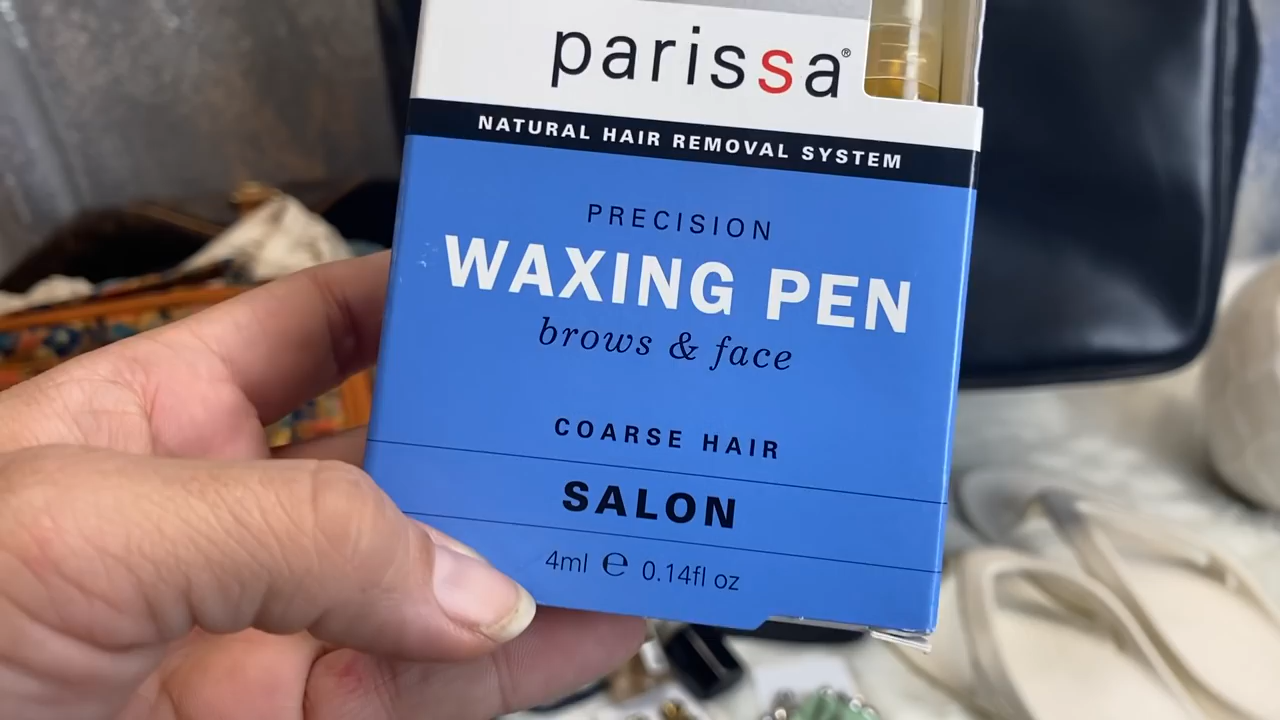 parissa®
NATURAL HAIR REMOVAL SYSTEM
PRECISION
WAXING PEN
brows & face
COARSE HAIR
SALON
4ml ℮ 0.14fl oz